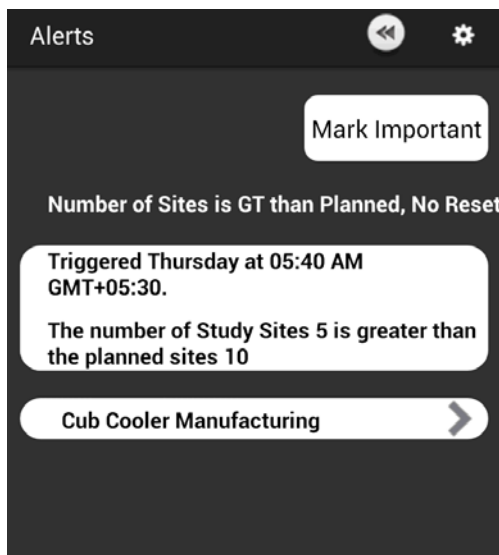 Alerts
Mark Important
Number of Sites is GT than Planned, No Reset
Triggered Thursday at 05:40 AM
GMT+05:30.
The number of Study Sites 5 is greater than
the planned sites 10
Cub Cooler Manufacturing